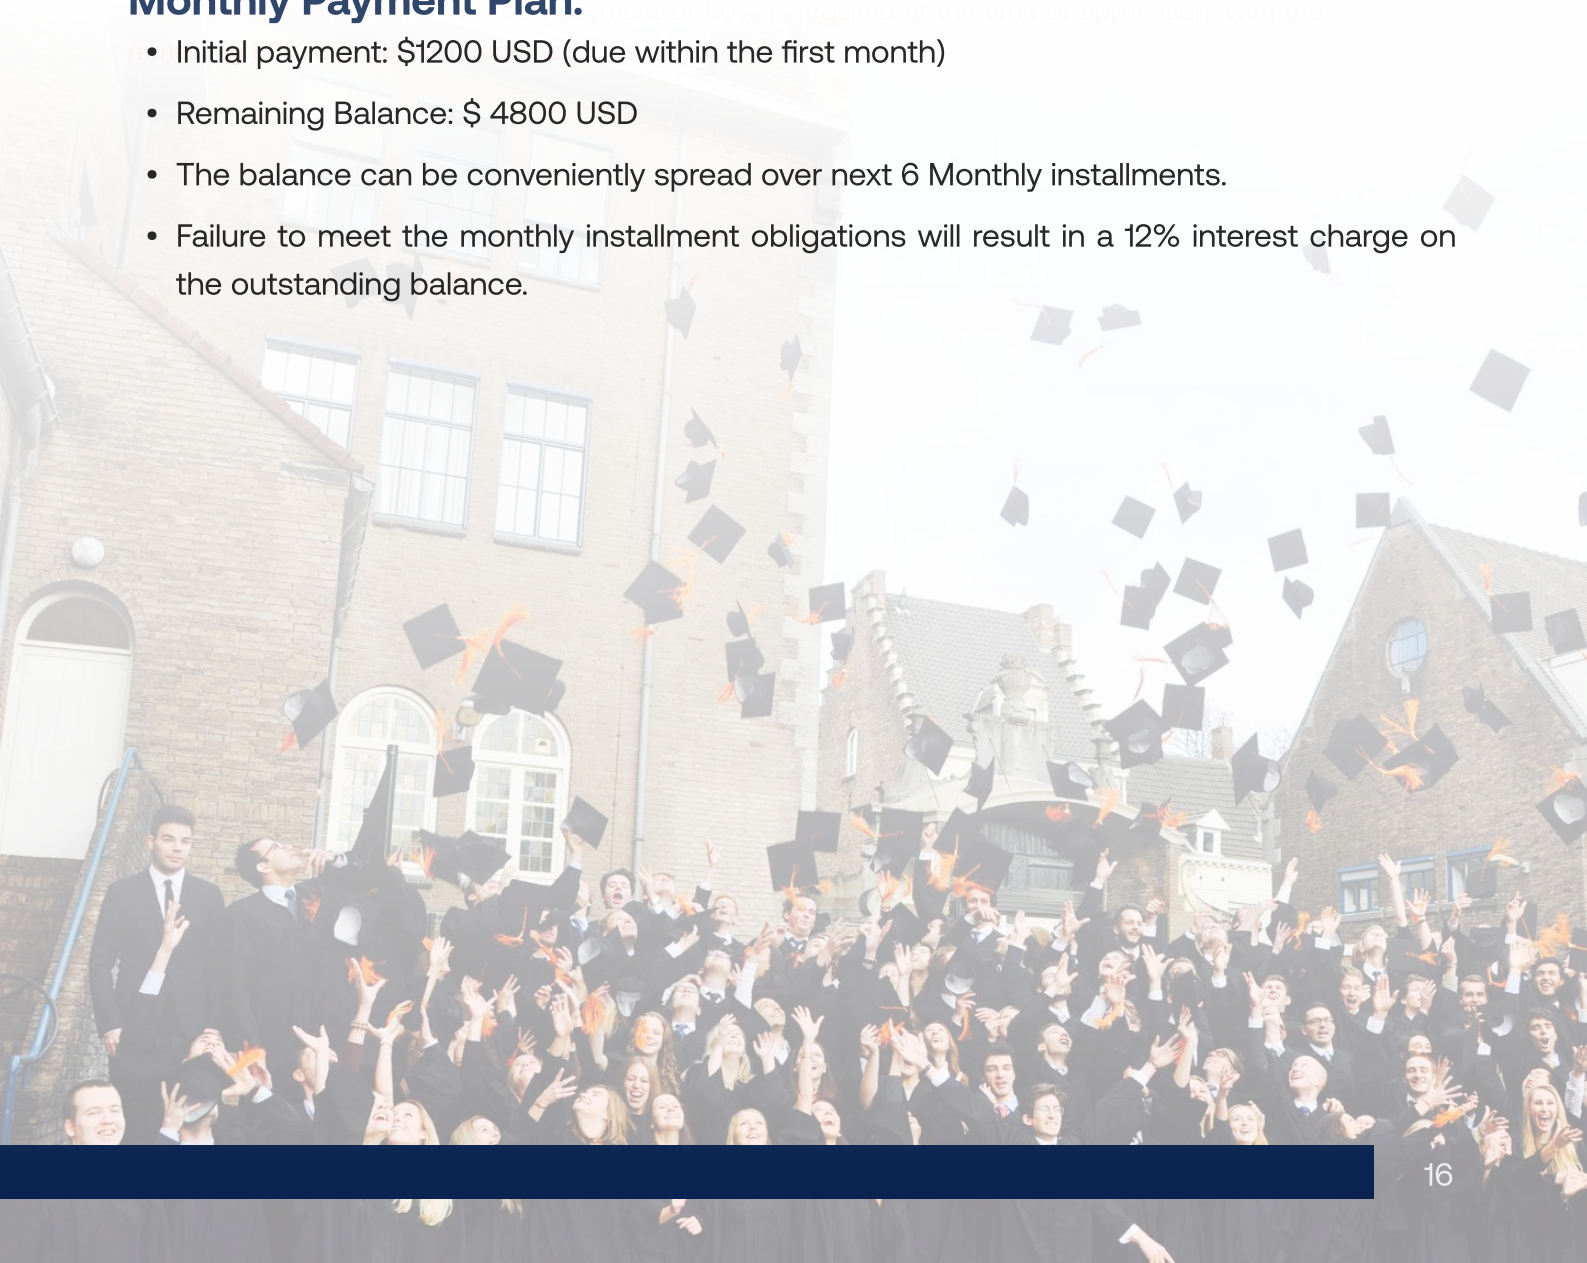 Monthly Payment Plan:
• Initial payment: $1200 USD (due within the first month)
• Remaining Balance: $ 4800 USD
• The balance can be conveniently spread over next 6 Monthly installments.
• Failure to meet the monthly installment obligations will result in a 12% interest charge on
the outstanding balance.
16